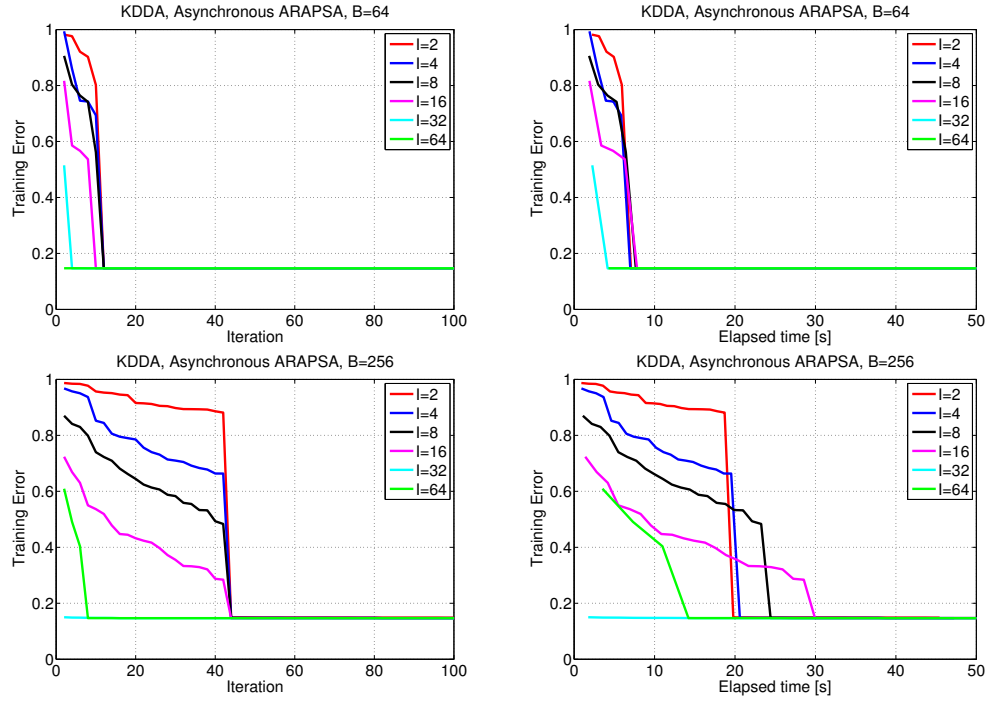 KDDA, Asynchronous ARAPSA, B=64
1
0.8
0.6
0.4
0.2
0
Training Error
0 20 40 60 80 100
Iteration
I=2
I=4
I=8
I=16
I=32
I=64
KDDA, Asynchronous ARAPSA, B=64
1
0.8
0.6
0.4
0.2
0
Training Error
0 10 20 30 40 50
Elapsed time [s]
I=2
I=4
I=8
I=16
I=32
I=64
KDDA, Asynchronous ARAPSA, B=256
1
0.8
0.6
0.4
0.2
0
Training Error
0 20 40 60 80 100
Iteration
I=2
I=4
I=8
I=16
I=32
I=64
KDDA, Asynchronous ARAPSA, B=256
1
0.8
0.6
0.4
0.2
0
Training Error
0 10 20 30 40 50
Elapsed time [s]
I=2
I=4
I=8
I=16
I=32
I=64